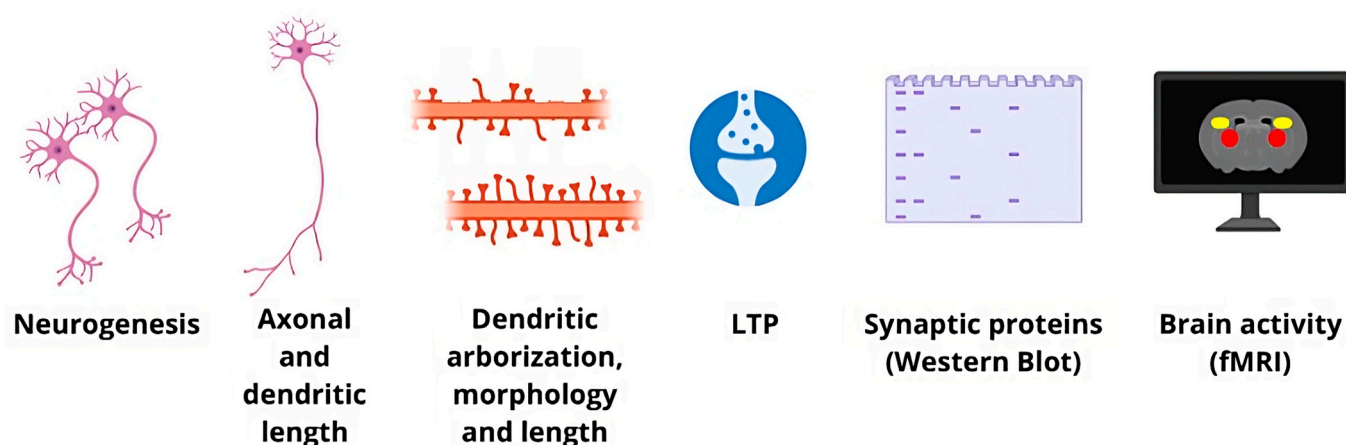 Neurogenesis
Axonal
and
dendritic
length
Dendritic
arborization,
morphology
and length
LTP
Synaptic proteins
(Western Blot)
Brain activity
(fMRI)